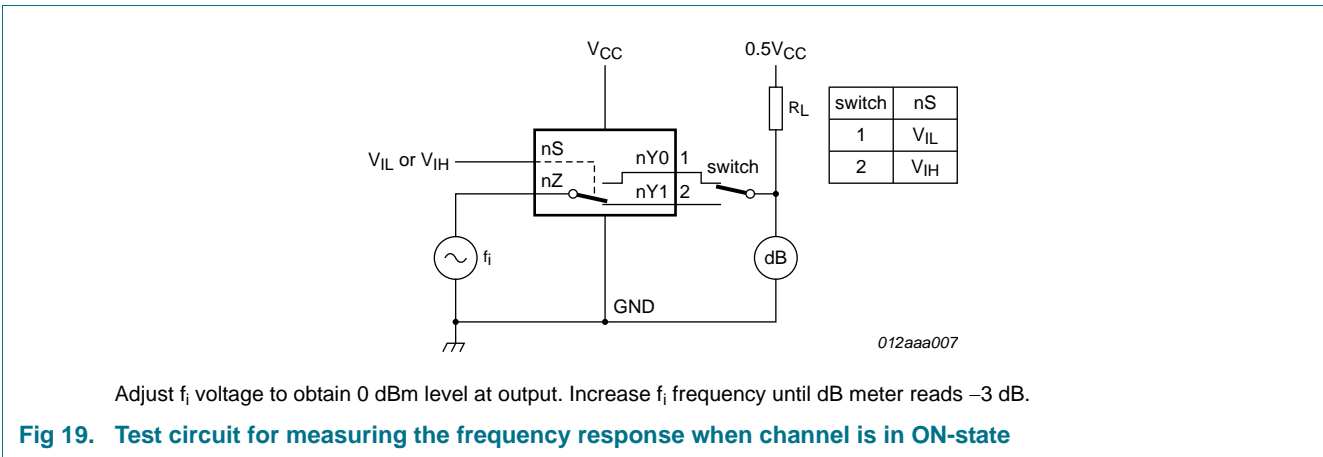 VCC 0.5VCC
RL
switch nS
1 VIL
2 VIH
VIL or VIH
nS
nZ
nY0 1
nY1 2
switch
fi
dB
GND
012aaa007
Adjust fi voltage to obtain 0 dBm level at output. Increase fi frequency until dB meter reads −3 dB.
Fig 19. Test circuit for measuring the frequency response when channel is in ON-state